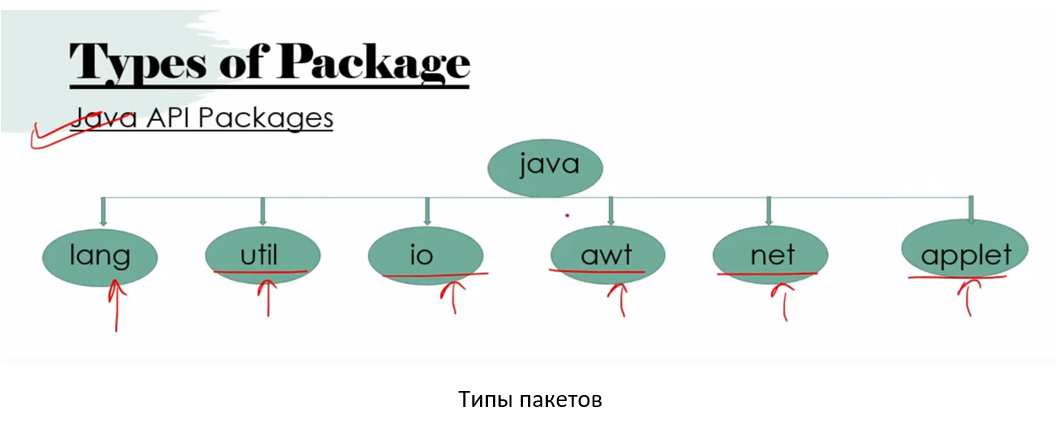 Types of Package
Java API Packages
java
lang util io awt net applet
Типы пакетов